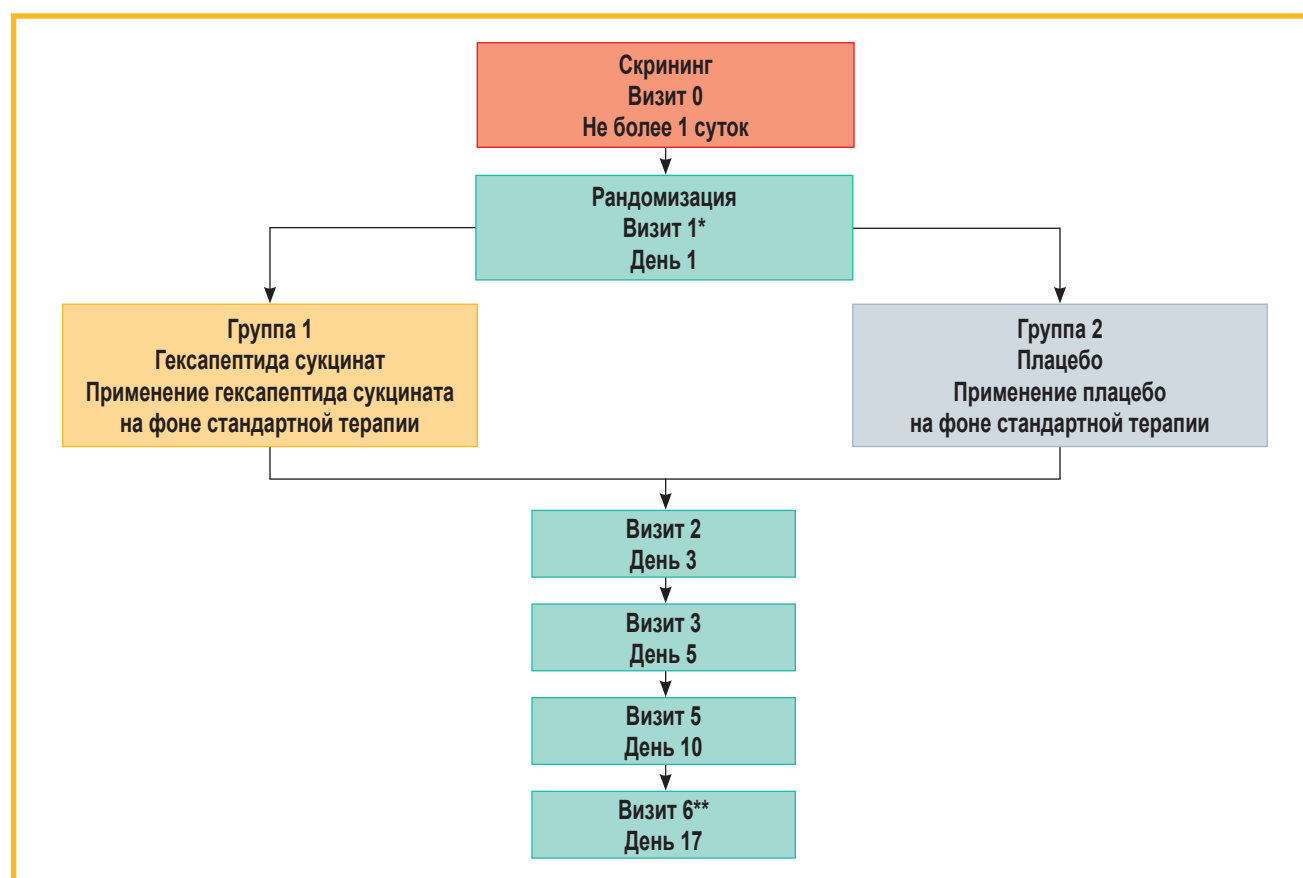 Скрининг
Визит 0
Не более 1 суток
Рандомизация
Визит 1*
День 1
Группа 1
Гексапептида сукцинат
Применение гексапептида сукцината
на фоне стандартной терапии
Группа 2
Плацебо
Применение плацебо
на фоне стандартной терапии
Визит 2
День 3
Визит 3
День 5
Визит 5
День 10
Визит 6**
День 17